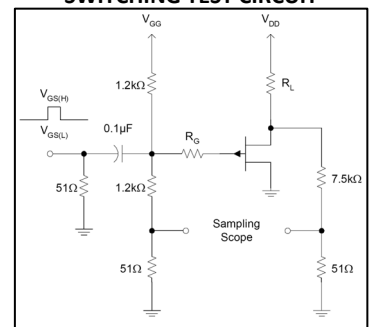 SWITCHING TEST CIRCUIT
V_GG
V_DD
1.2kΩ
R_L
V_GS(H)
V_GS(L)
0.1µF
R_G
51Ω
1.2kΩ
7.5kΩ
Sampling
Scope
51Ω
51Ω